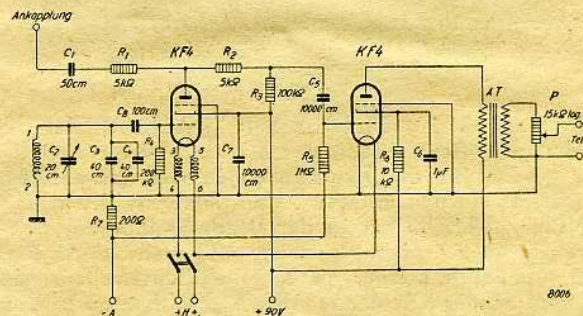 Ankopplung
C1
50cm
R1
5kΩ
KF4
R2
5kΩ
R3
100kΩ
C5
10000 cm
KF4
A.T
P
15kΩ log
Tel
C8 100cm
1
2
C2
20
cm
C3
40
cm
C4
40
cm
R4
200
kΩ
3
5
4
6
C7
10000
cm
R5
1MΩ
R6
10
kΩ
C6
1µF
R7
200Ω
- A
+ H +.
+ 90V
8006